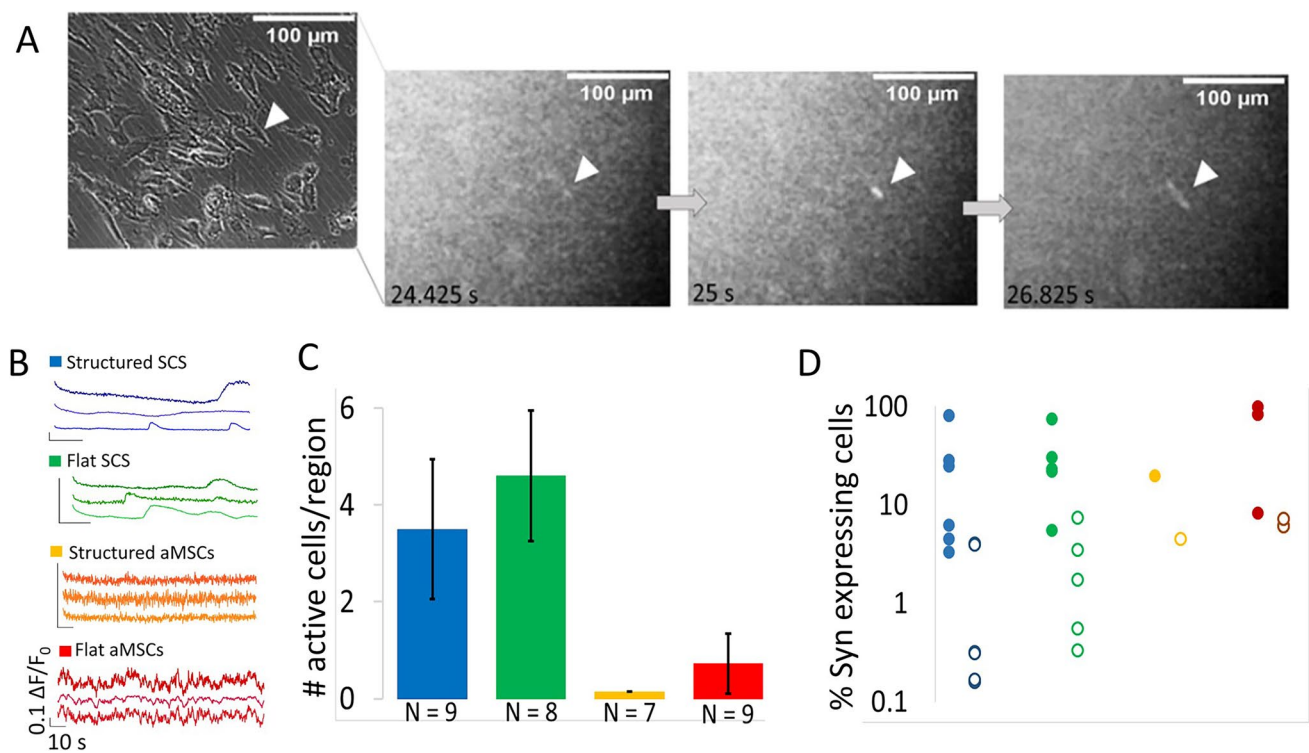 A
100 µm
100 µm
100 µm
100 µm
24.425 s
25 s
26.825 s
B
Structured SCS
Flat SCS
Structured aMSCs
Flat aMSCs
0.1 ΔF/F0
10 s
C
# active cells/region
6
4
2
0
N = 9
N = 8
N = 7
N = 9
D
% Syn expressing cells
100
10
1
0.1